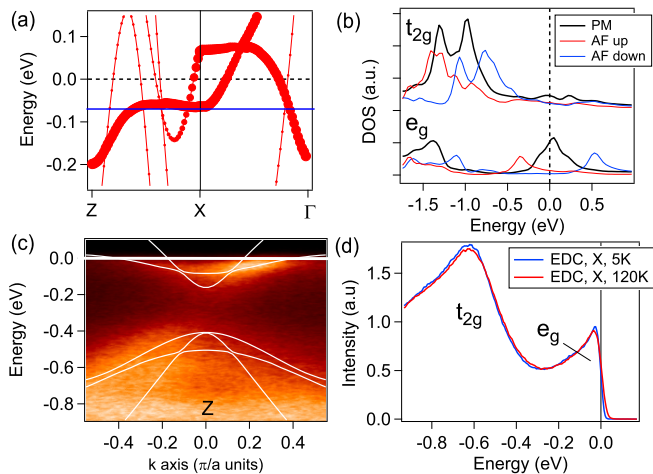 (a)
Energy (eV)
0.1
0.0
-0.1
-0.2
Z
X
Γ
(b)
DOS (a.u.)
t2g
eg
PM
AF up
AF down
-1.5
-1.0
-0.5
0.0
0.5
Energy (eV)
(c)
Energy (eV)
0.0
-0.2
-0.4
-0.6
-0.8
Z
-0.4
-0.2
0.0
0.2
0.4
k axis (π/a units)
(d)
Intensity (a.u)
1.5
1.0
0.5
0.0
EDC, X, 5K
EDC, X, 120K
t2g
eg
-0.8
-0.6
-0.4
-0.2
0.0
Energy (eV)